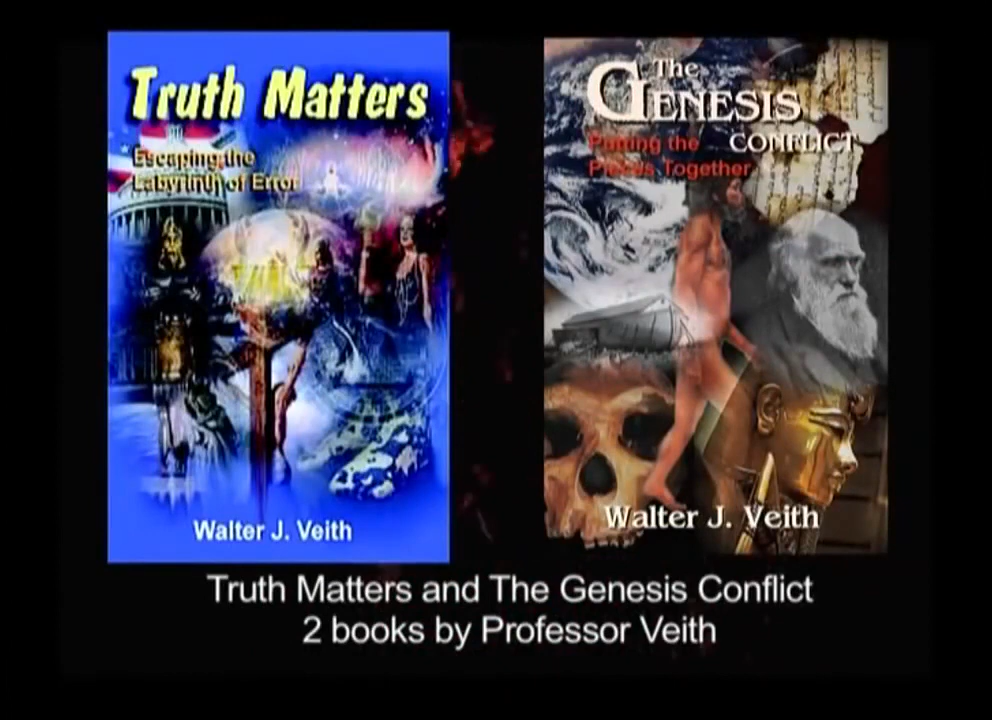 Truth Matters
Escaping the
Labyrinth of Error
Walter J. Veith
The
GENESIS
CONFLICT
Putting the
Pieces Together
Walter J. Veith
Truth Matters and The Genesis Conflict
2 books by Professor Veith